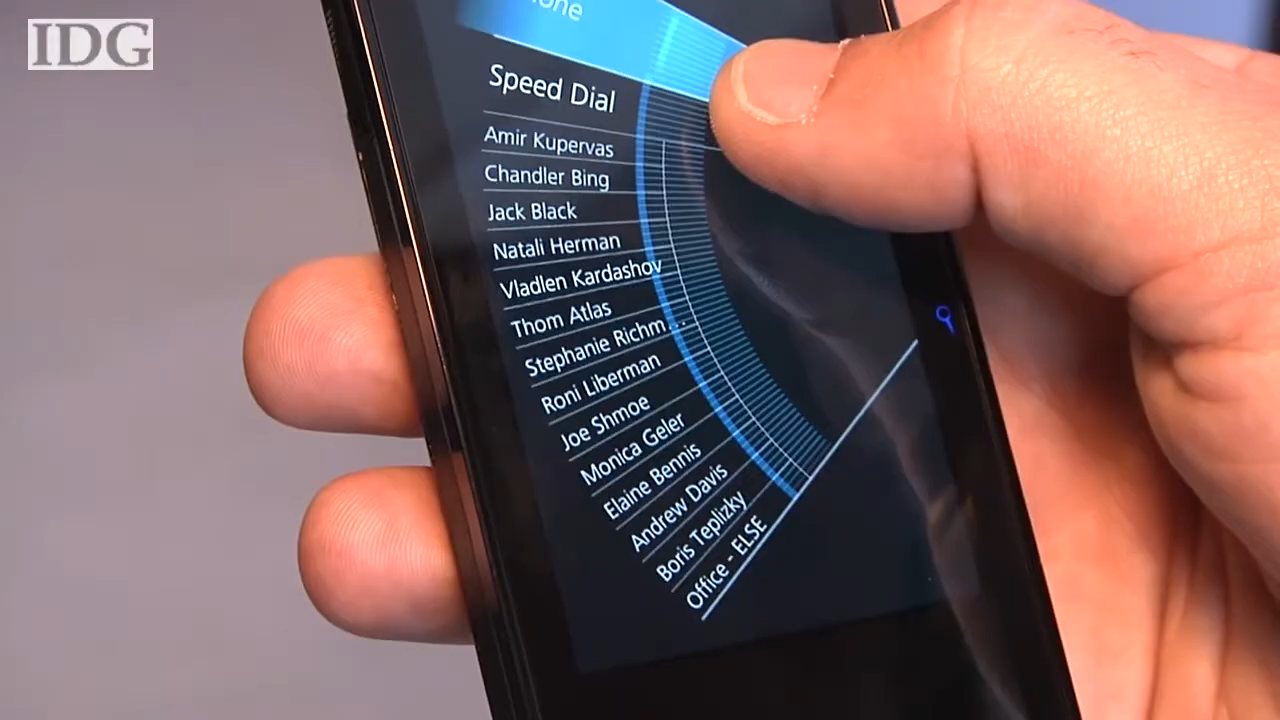 IDG
Speed Dial
Amir Kupervas
Chandler Bing
Jack Black
Natali Herman
Vladlen Kardashov
Thom Atlas
Stephanie Richm...
Roni Liberman
Joe Shmoe
Monica Geler
Elaine Bennis
Andrew Davis
Boris Teplizky
Office - ELSE